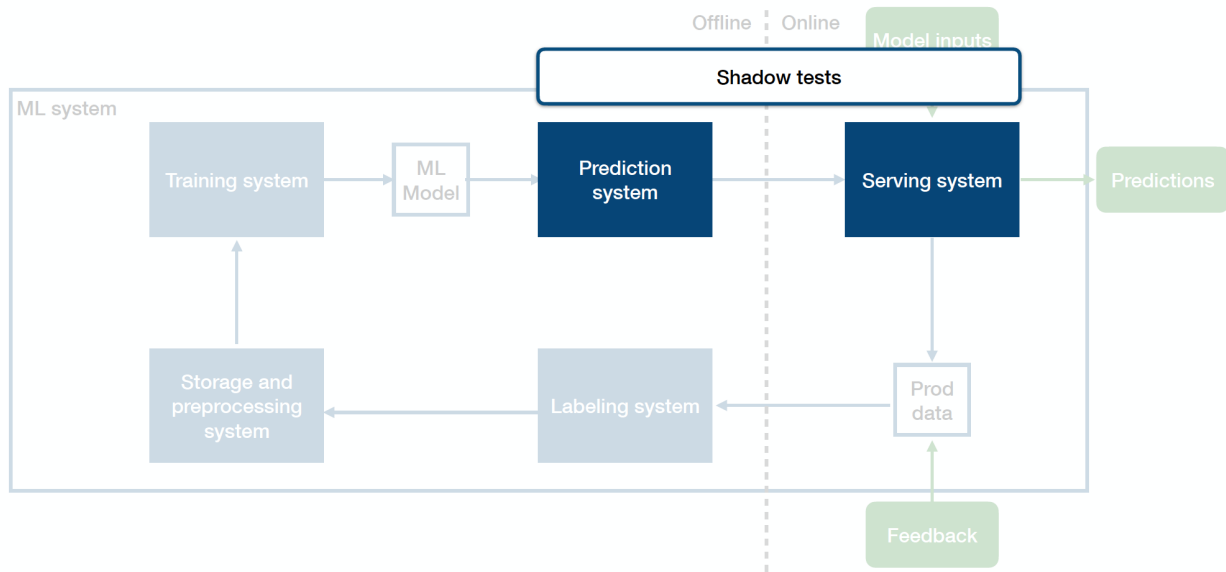 Offline
Online
Model inputs
Shadow tests
ML system
Training system
ML
Model
Prediction
system
Serving system
Predictions
Storage and
preprocessing
system
Labeling system
Prod
data
Feedback